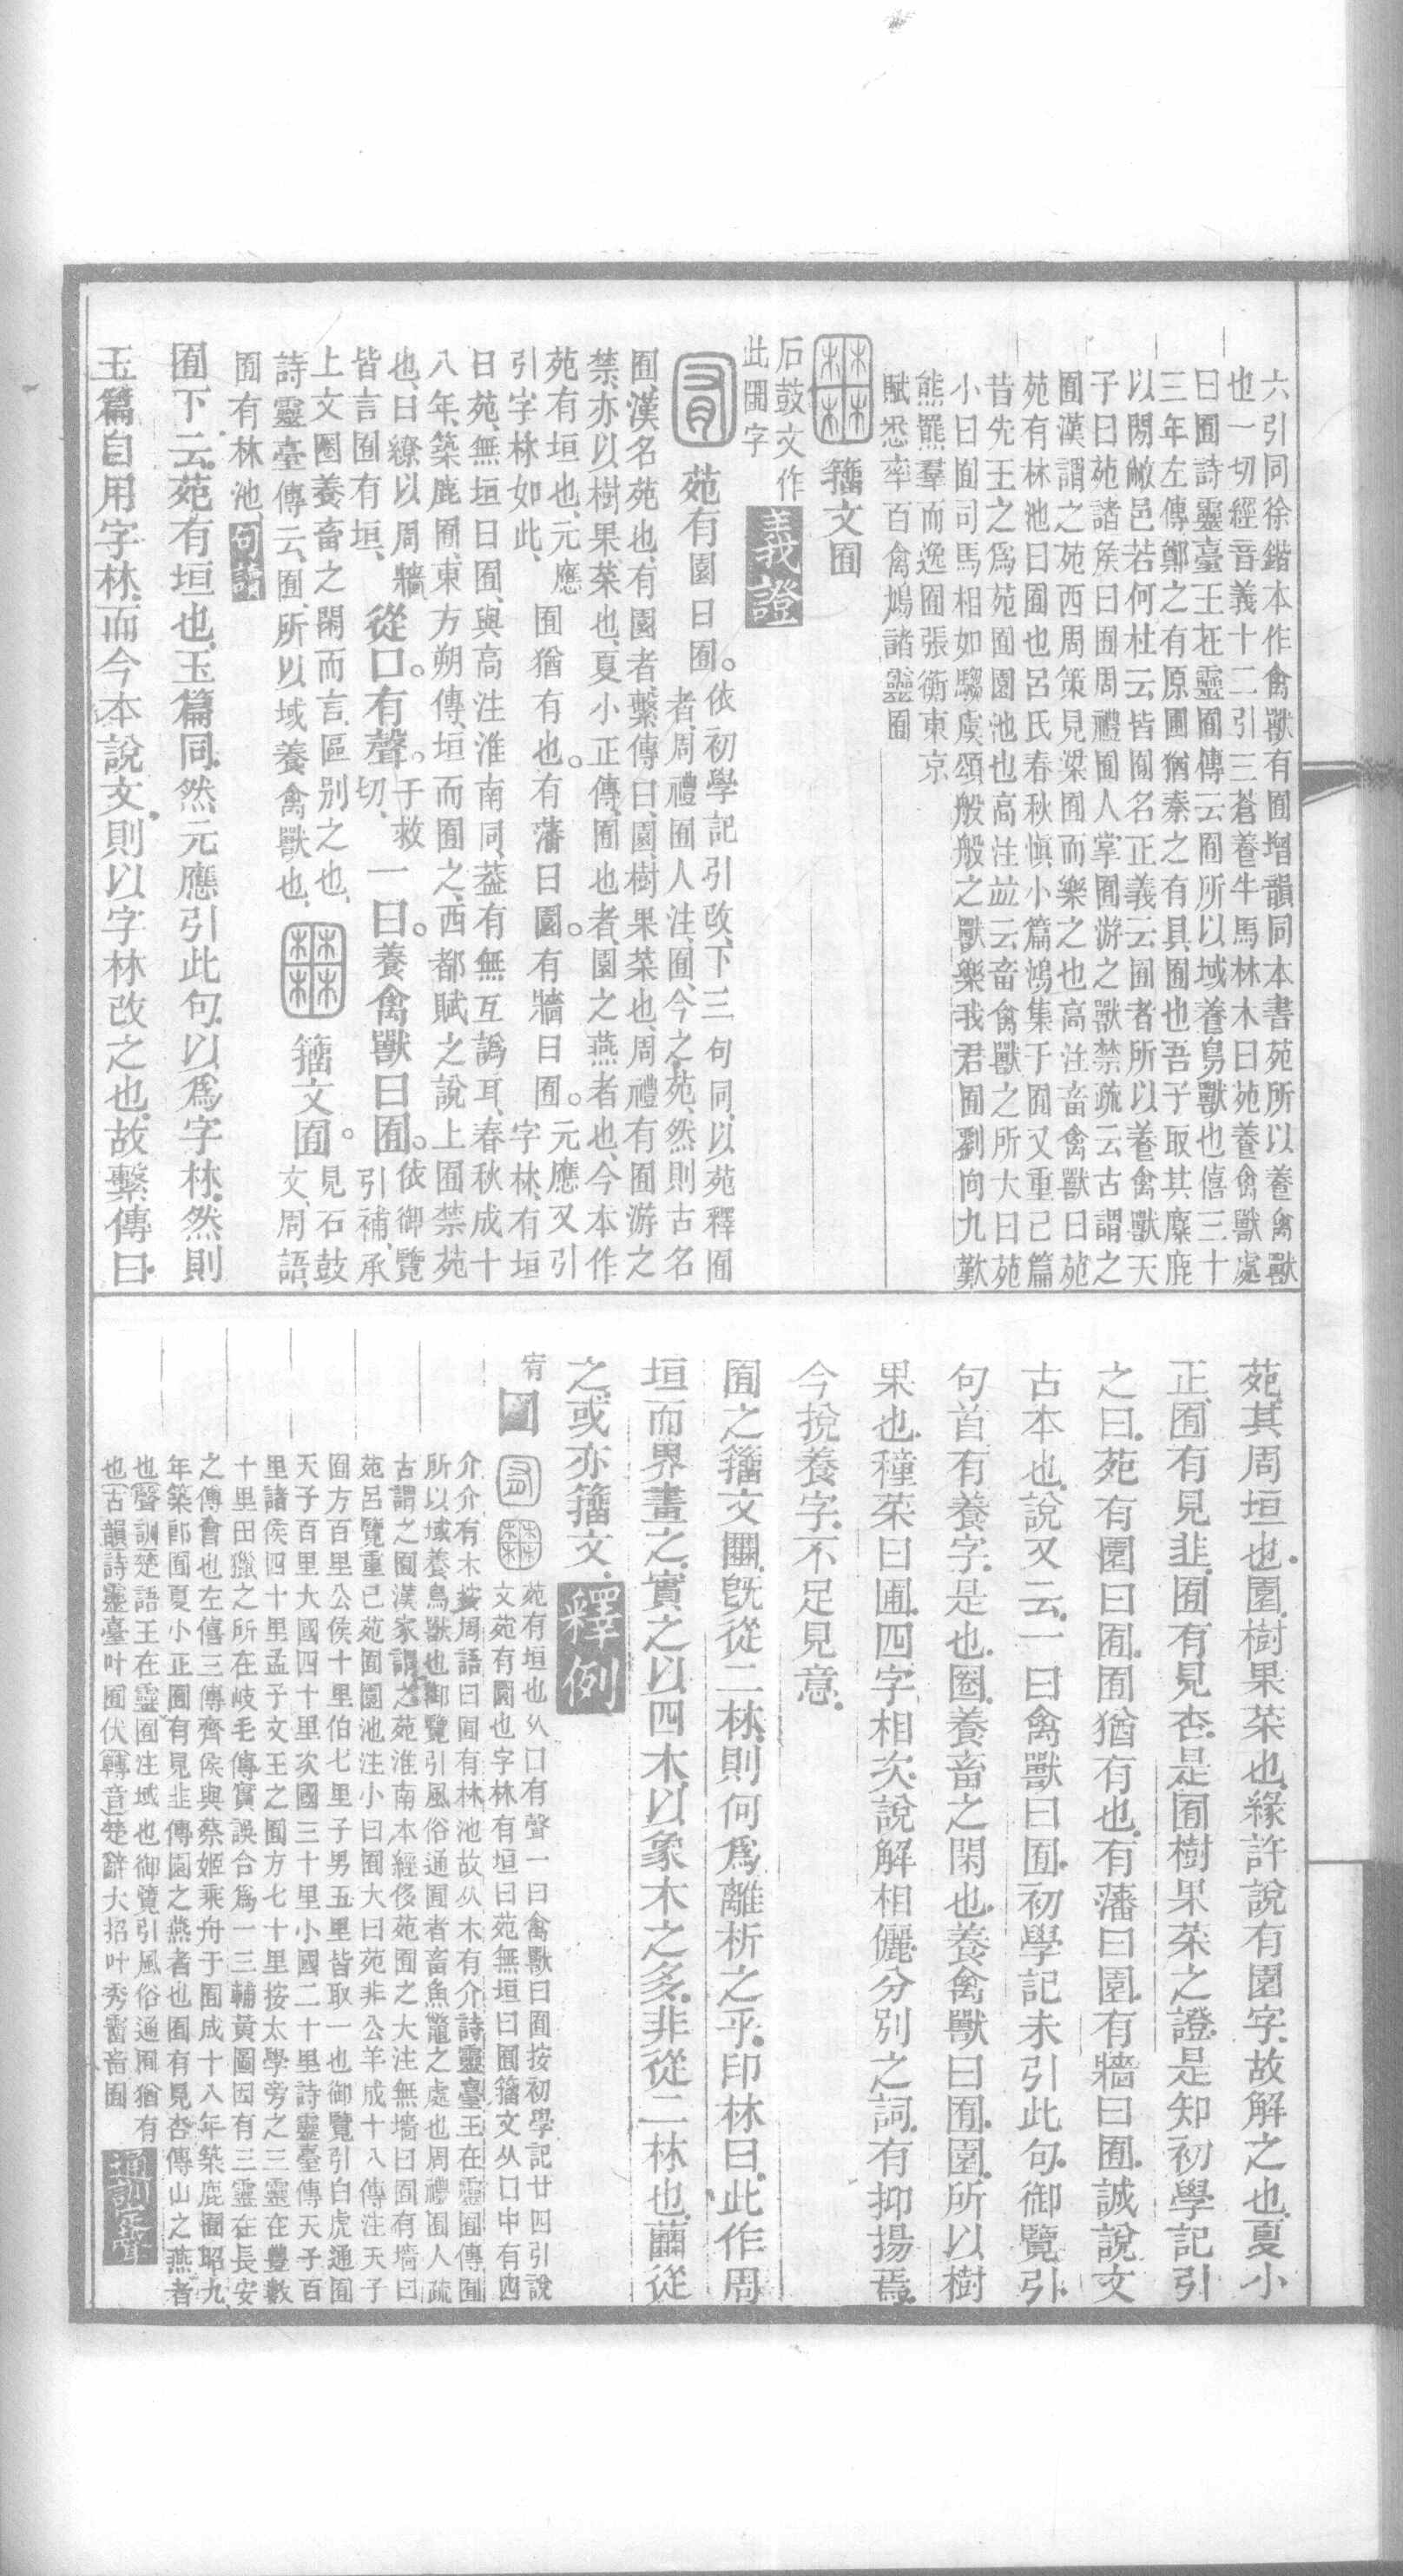 六引同徐鍇本作禽獸有囿增韻同本書苑所以養禽獸
也一切經音義十二引三蒼養牛馬林木曰苑養禽獸處
曰囿詩靈臺王在靈囿傳云囿所以域養鳥獸也僖三十
三年左傳鄭之有原圃猶秦之有具囿也吾子取其麋鹿
以閒敝邑若何杜云皆囿名正義云囿者所以養禽獸天
子曰苑諸侯曰囿周禮囿人掌囿游之獸禁疏云古謂之
囿漢謂之苑西周策見梁囿而樂之也高注畜禽獸曰苑
苑有林池曰囿也呂氏春秋慎小篇鴻集于囿又重己篇
昔先王之爲苑囿園池也高注並云畜禽獸之所大曰苑
小曰囿司馬相如騶虞頌般般之獸樂我君囿劉向九歎
熊羆羣而逸囿張衡東京
賦悉率百禽鳩諸靈囿
籒文囿
石鼓文作
此圖字
義證
苑有園曰囿。
依初學記引改、下三句同、以苑釋囿
者、周禮囿人注、囿、今之苑、然則古名
囿、漢名苑也、有園者、繫傳曰、園、樹果菜也、周禮有囿游之
禁、亦以樹果菜也、夏小正傳、囿也者、園之燕者也、今本作
苑有垣也、元應
引字林如此、
囿猶有也。有藩曰園。有牆曰囿。
元應又引
字林、有垣
曰苑、無垣曰囿、與高注淮南同、葢有無互譌耳、春秋成十
八年、築鹿囿、東方朔傳、垣而囿之、西都賦之說上囿禁苑
也、曰繚以周牆
皆言囿有垣、
從囗。有聲。
于救
切、
一曰。養禽獸曰囿。
依御覽
引補、承
上文圈養畜之閑而言、區別之也、
詩靈臺傳云、囿、所以域養禽獸也、
籒文囿。
見石鼓
文、周語、
囿有林池、
句讀
囿下云、苑有垣也、玉篇同、然元應引此句、以爲字林、然則
玉篇自用字林、而今本說文、則以字林改之也、故繫傳曰、
苑、其周垣也、園、樹果菜也、緣許說有園字、故解之也、夏小
正、囿有見韭、囿有見杏、是囿樹果菜之證、是知初學記引
之曰、苑有園曰囿、囿猶有也、有藩曰園、有牆曰囿、誠說文
古本也、說又云、一曰禽獸曰囿、初學記未引此句、御覽引、
句首有養字、是也、圈、養畜之閑也、養禽獸曰囿、園、所以樹
果也、種菜曰圃、四字相次、說解相儷、分別之詞、有抑揚焉、
今挩養字、不足見意、
囿之籒文𡈹、旣從二林、則何爲離析之乎、印林曰、此作周
垣而界畫之、實之以四木、以象木之多、非從二林也、𦉥從
之、或亦籒文、
釋例
宥
囿
苑有垣也从囗有聲一曰禽獸曰囿按初學記廿四引說
文苑有園也字林有垣曰苑無垣曰囿籒文从囗中有四
介介有木按周語曰囿有林池故从木有介詩靈臺王在靈囿傳囿
所以域養鳥獸也御覽引風俗通囿者畜魚鼈之處也周禮囿人疏
古謂之囿漢家謂之苑淮南本經侈苑囿之大注無墙曰囿有墙曰
苑呂覽重己苑囿園池注小曰囿大曰苑非公羊成十八傳注天子
囿方百里公侯十里伯七里子男五里皆取一也御覽引白虎通囿
天子百里大國四十里次國三十里小國二十里詩靈臺傳天子百
里諸侯四十里孟子文王之囿方七十里按太學旁之三靈在豐數
十里田獵之所在岐毛傳實誤合爲一三輔黃圖囿有三靈在長安
之傳會也左僖三傳齊侯與蔡姬乘舟于囿成十八年築鹿囿昭九
年築郎囿夏小正囿有見韭傳園之燕者也囿有見杏傳山之燕者
也聲訓楚語王在靈囿注域也御覽引風俗通囿猶有
也古韻詩靈臺叶囿伏轉音楚辭大招叶秀霤畜囿
通訓定聲